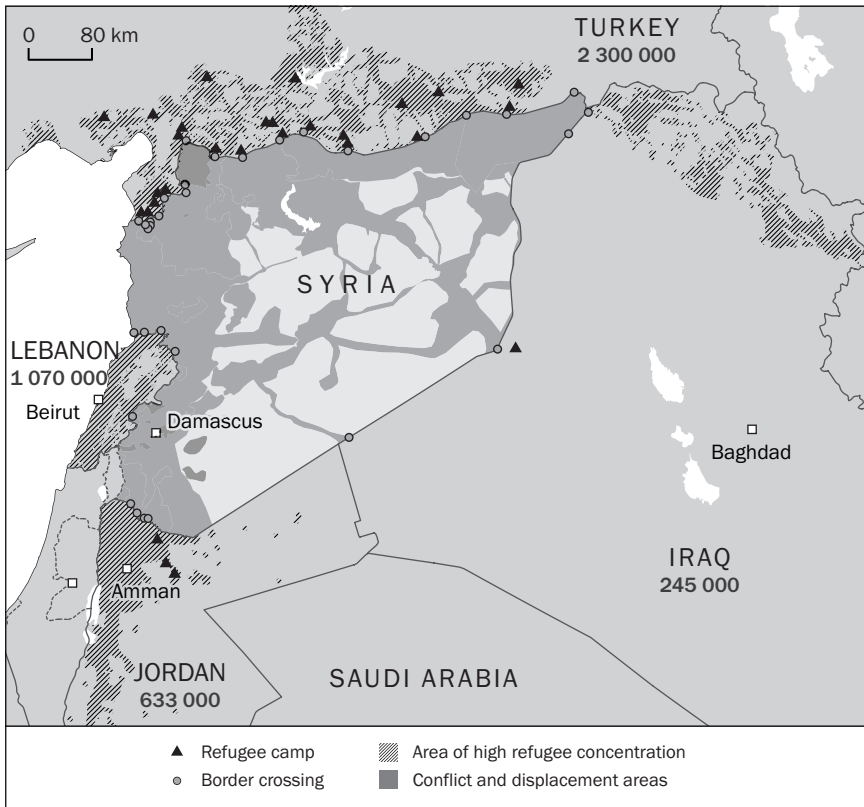 0 80 km
TURKEY
2 300 000
SYRIA
LEBANON
1 070 000
Beirut
Damascus
Baghdad
IRAQ
245 000
Amman
JORDAN
633 000
SAUDI ARABIA
Refugee camp
Area of high refugee concentration
Border crossing
Conflict and displacement areas